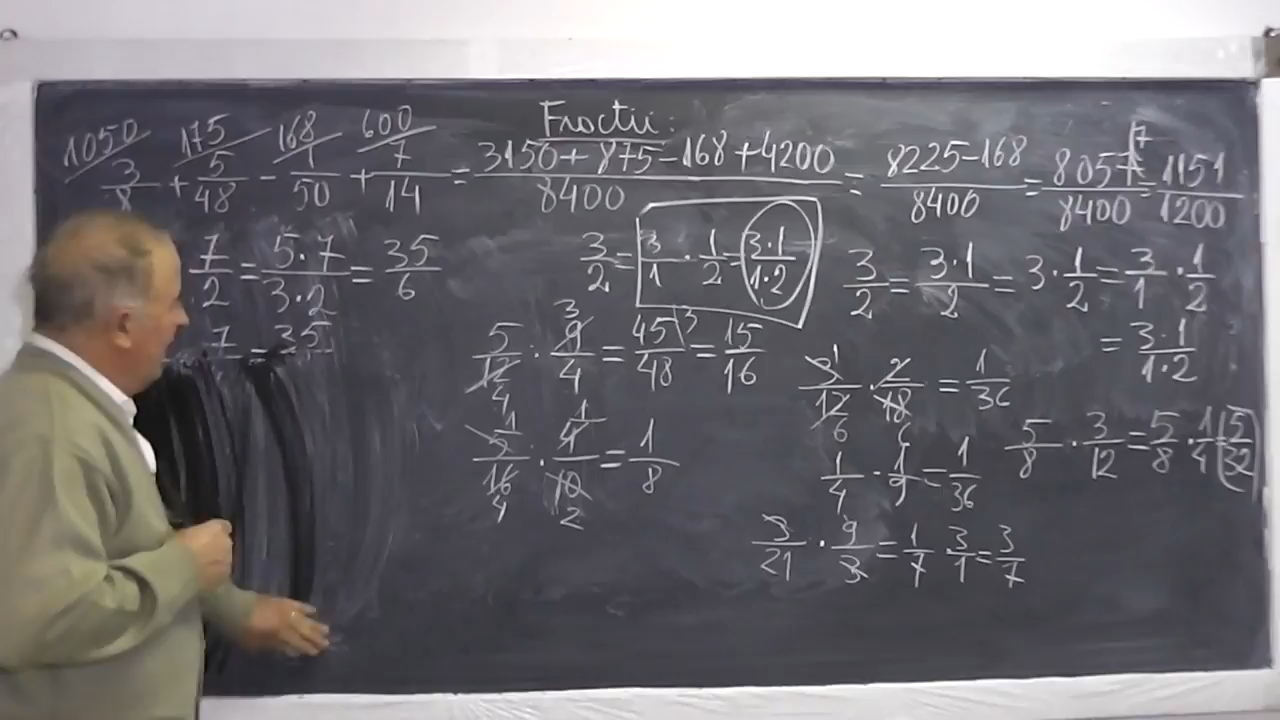 Fracții:
1050/ 175/ 168/ 600/
3/8 + 5/48 - 1/50 + 7/14 = (3150 + 875 - 168 + 4200)/8400 = (8225 - 168)/8400 = 8057/8400 = 1151/1200
7/2 = (5·7)/(3·2) = 35/6
7 = 35
3/2 = 3/1 · 1/2 = (3·1)/(1·2)
3/2 = (3·1)/2 = 3 · 1/2 = 3/1 · 1/2
= (3·1)/(1·2)
5/12 : 9/4 = 45/48 = 15/16
3/12 · 2/18 = 1/36
1/4 · 1/9 = 1/36
5/8 · 3/12 = 5/8 · 1/4 5/32
5/16 · 4/10 = 1/8
3/21 · 9/3 = 1/7 · 3/1 = 3/7